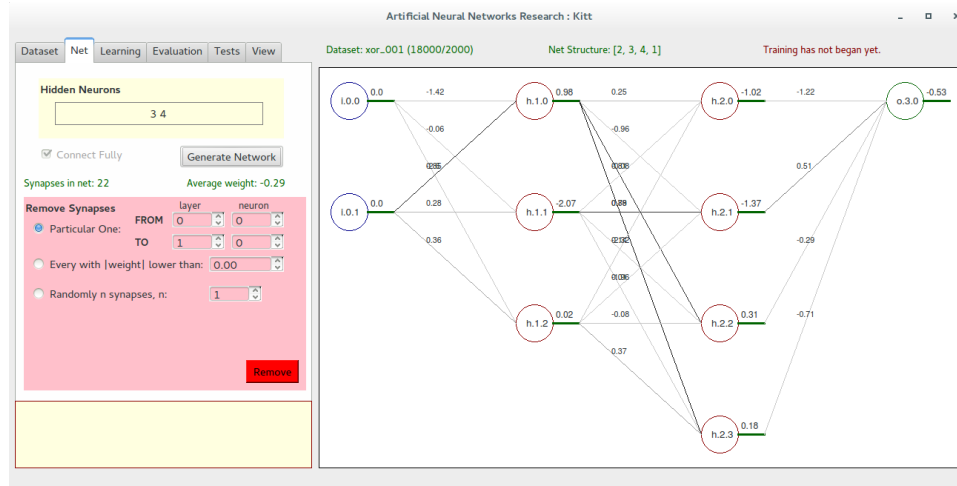 Artificial Neural Networks Research : Kitt
Dataset Net Learning Evaluation Tests View
Dataset: xor_001 (18000/2000) Net Structure: [2, 3, 4, 1] Training has not began yet.
Hidden Neurons
3 4
Connect Fully Generate Network
Synapses in net: 22 Average weight: -0.29
Remove Synapses layer neuron
Particular One: FROM 0 0
TO 1 0
Every with |weight| lower than: 0.00
Randomly n synapses, n: 1
Remove
i.0.0 0.0 -1.42 h.1.0 0.98 0.25 h.2.0 -1.02 -1.22 o.3.0 -0.53
-0.06 -0.96
0.51
i.0.1 0.0 0.28 h.1.1 -2.07 h.2.1 -1.37
0.36 -0.29
h.1.2 0.02 -0.08 h.2.2 0.31 -0.71
0.37
h.2.3 0.18